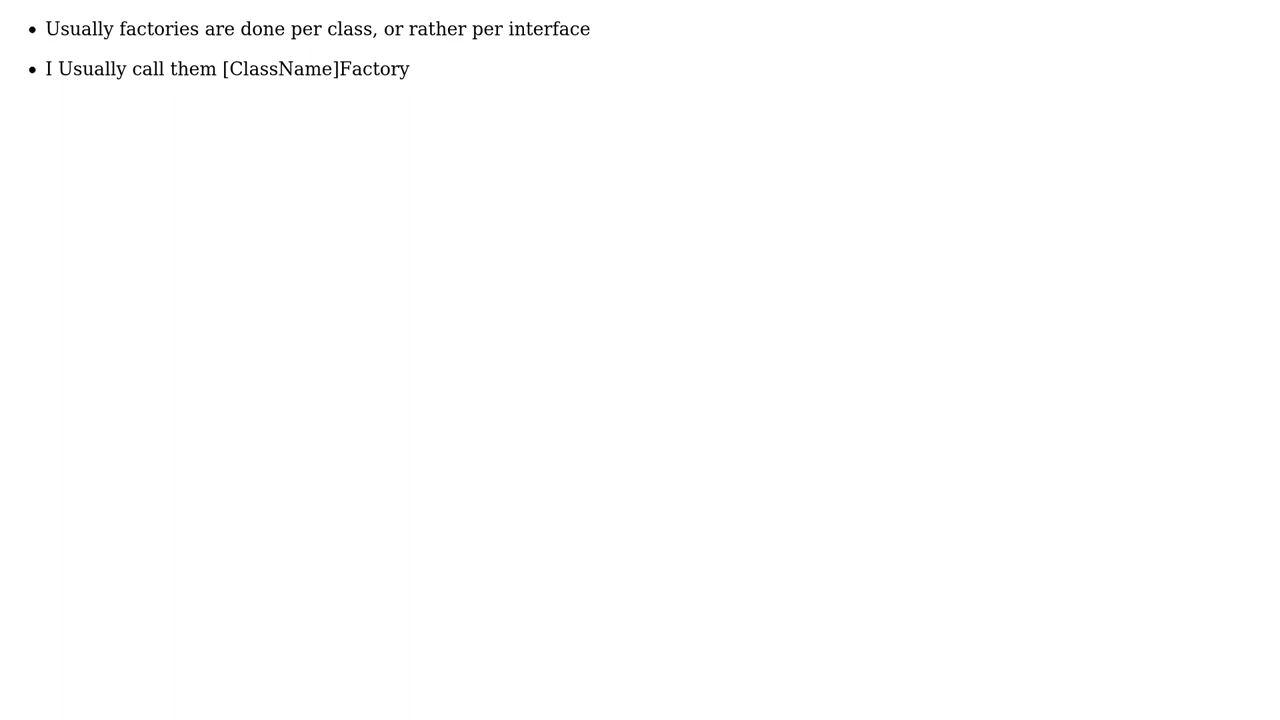 • Usually factories are done per class, or rather per interface
• I Usually call them [ClassName]Factory